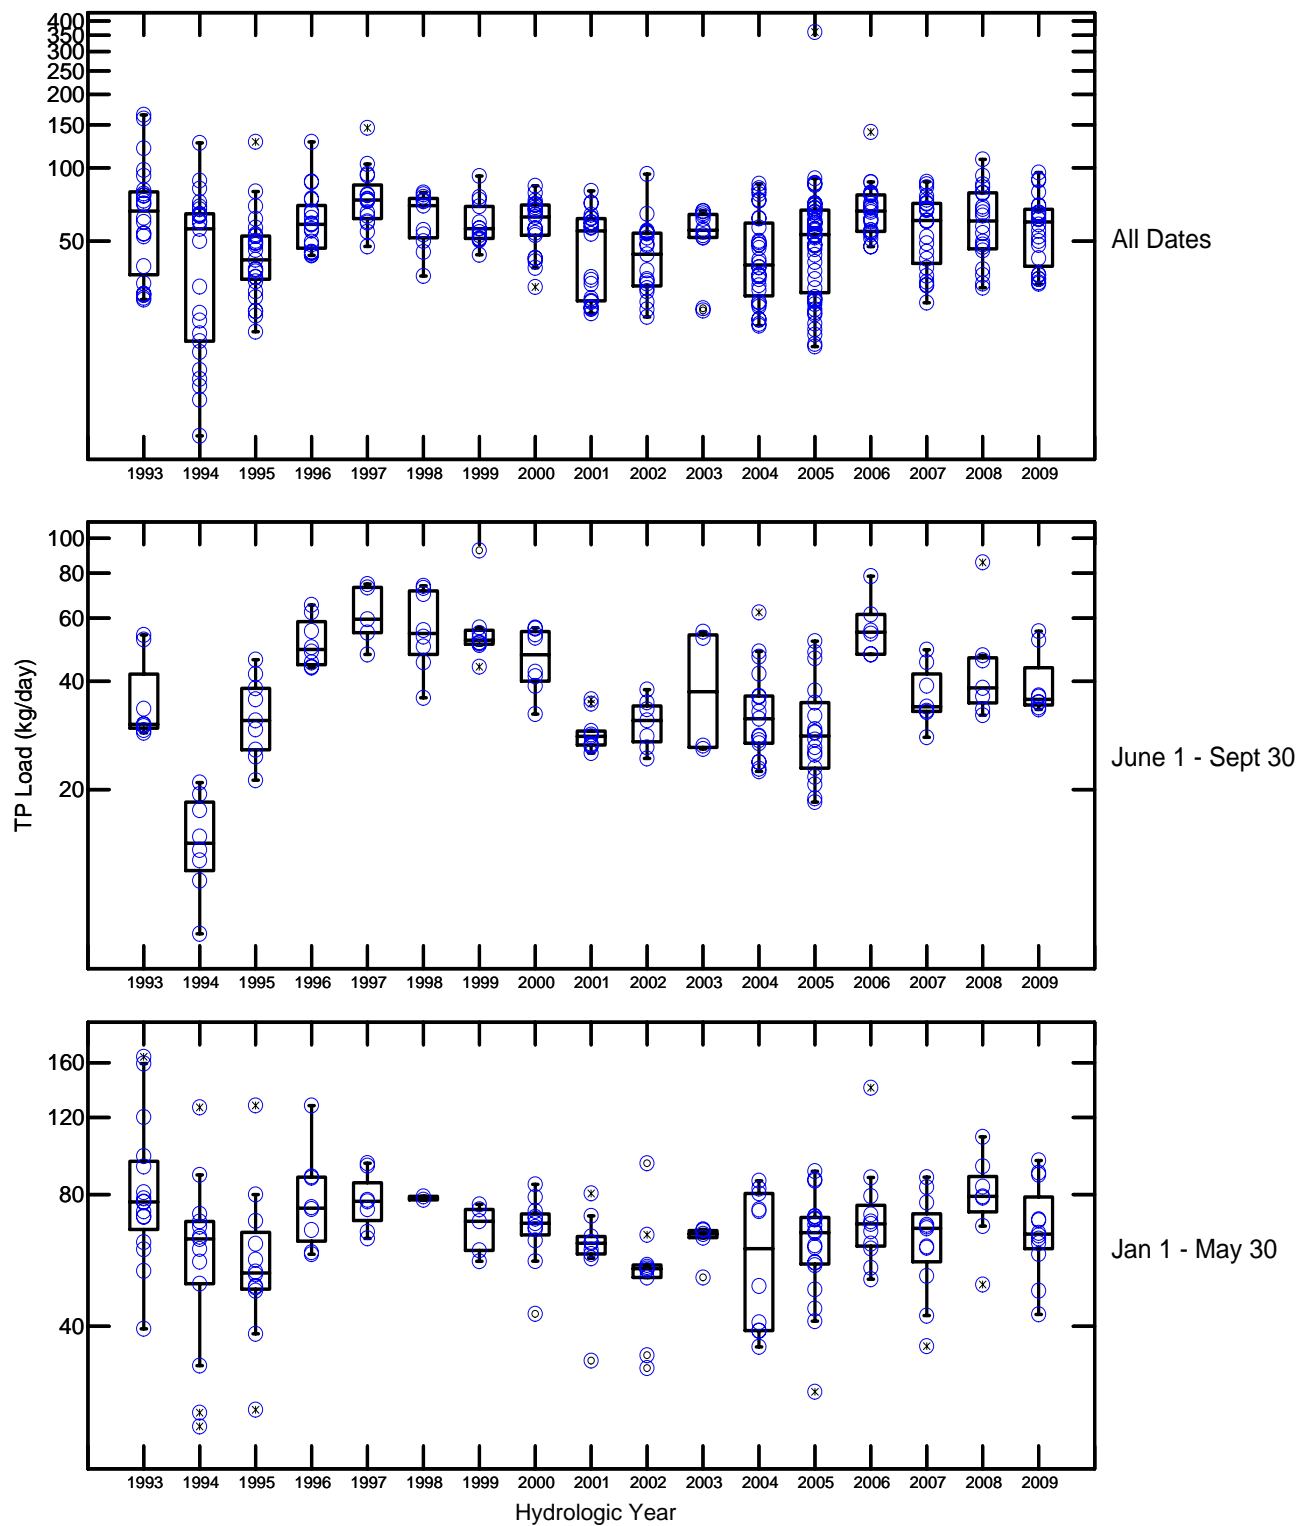 400
350
300
250
200
150
100
50
All Dates
1993 1994 1995 1996 1997 1998 1999 2000 2001 2002 2003 2004 2005 2006 2007 2008 2009
100
80
60
40
20
TP Load (kg/day)
June 1 - Sept 30
1993 1994 1995 1996 1997 1998 1999 2000 2001 2002 2003 2004 2005 2006 2007 2008 2009
160
120
80
40
Jan 1 - May 30
1993 1994 1995 1996 1997 1998 1999 2000 2001 2002 2003 2004 2005 2006 2007 2008 2009
Hydrologic Year